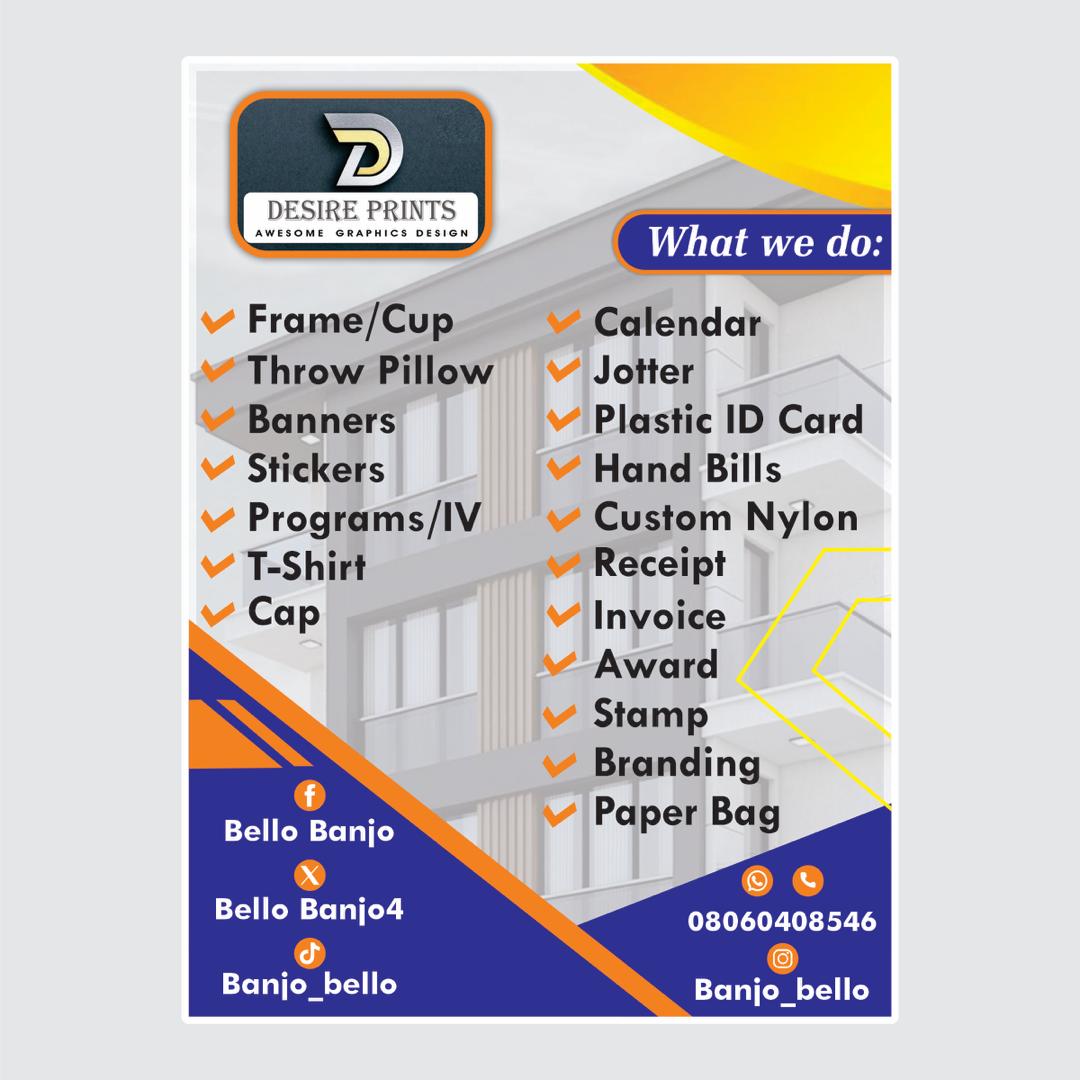 DESIRE PRINTS
AWESOME GRAPHICS DESIGN
What we do:
Frame/Cup
Throw Pillow
Banners
Stickers
Programs/IV
T-Shirt
Cap
Calendar
Jotter
Plastic ID Card
Hand Bills
Custom Nylon
Receipt
Invoice
Award
Stamp
Branding
Paper Bag
Bello Banjo
Bello Banjo4
Banjo_bello
08060408546
Banjo_bello